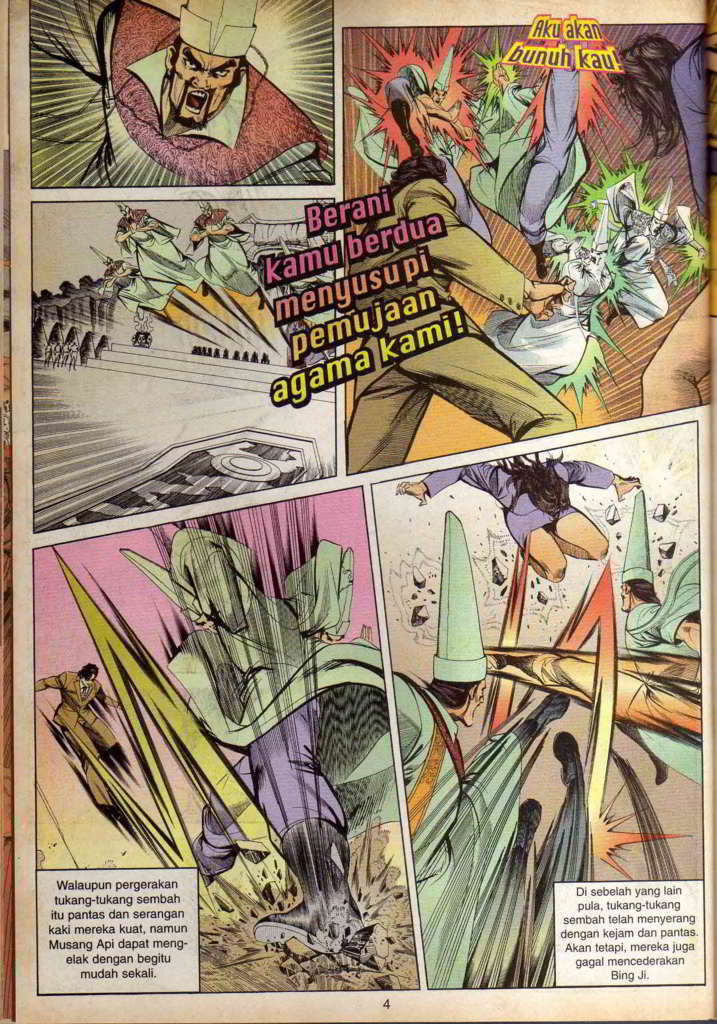 Aku akan
bunuh kau!
Berani
kamu berdua
menyusupi
pemujaan
agama kami!
Walaupun pergerakan
tukang-tukang sembah
itu pantas dan serangan
kaki mereka kuat, namun
Musang Api dapat meng-
elak dengan begitu
mudah sekali.
Di sebelah yang lain
pula, tukang-tukang
sembah telah menyerang
dengan kejam dan pantas.
Akan tetapi, mereka juga
gagal mencederakan
Bing Ji.
4